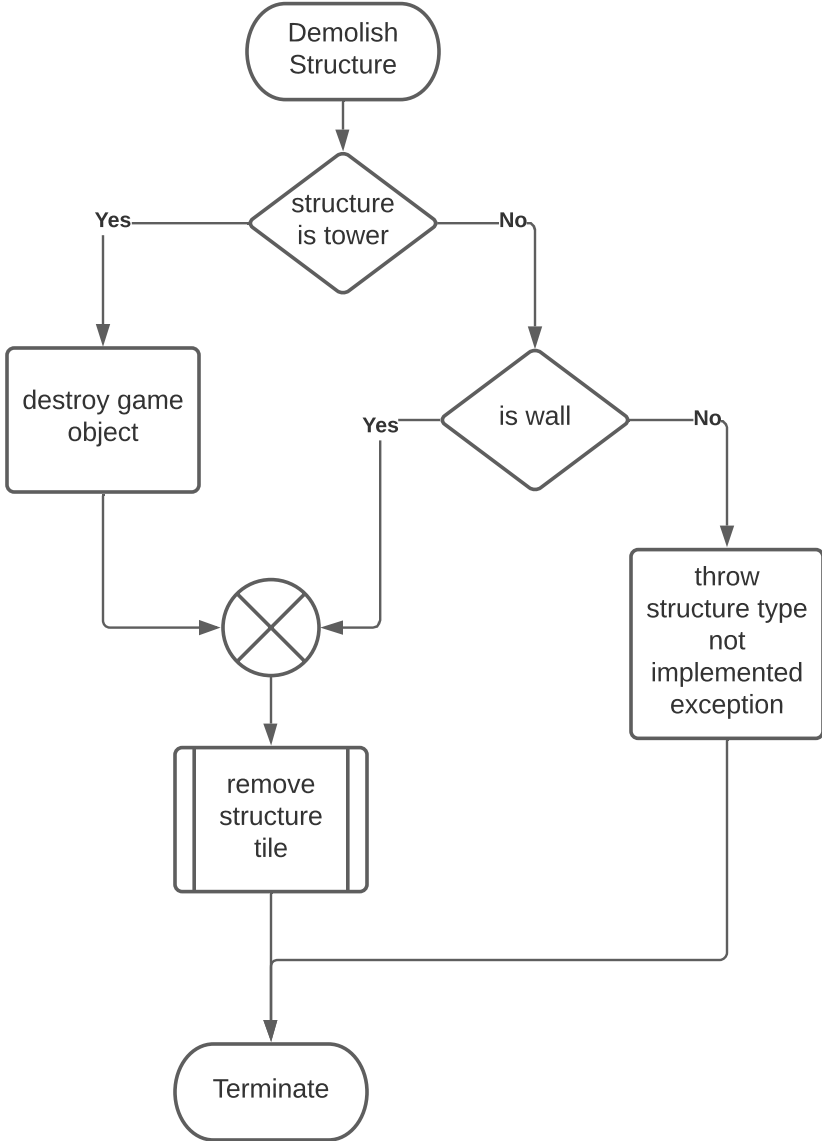 Demolish
Structure
structure
is tower
Yes
No
destroy game
object
is wall
Yes
No
throw
structure type
not
implemented
exception
remove
structure
tile
Terminate